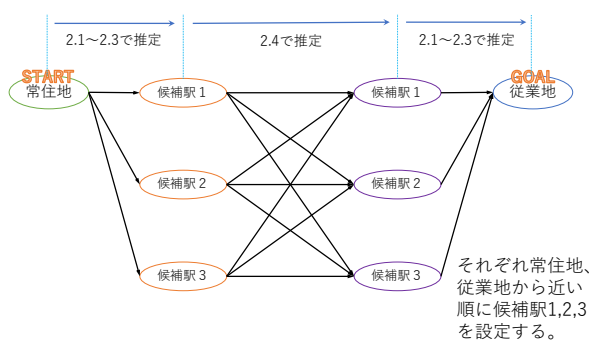 2.1～2.3で推定
2.4で推定
2.1～2.3で推定
START
常住地
GOAL
従業地
候補駅1
候補駅1
候補駅2
候補駅2
候補駅3
候補駅3
それぞれ常住地、
従業地から近い
順に候補駅1,2,3
を設定する。